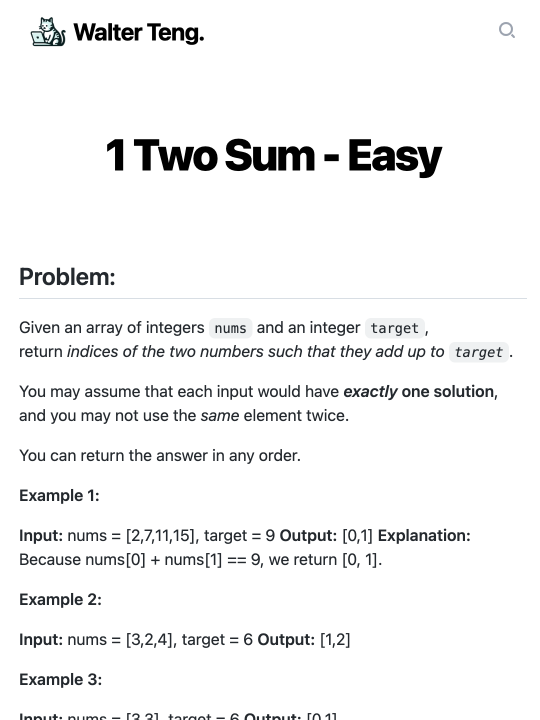 Walter Teng.
1 Two Sum - Easy
Problem:
Given an array of integers nums and an integer target,
return indices of the two numbers such that they add up to target.
You may assume that each input would have exactly one solution,
and you may not use the same element twice.
You can return the answer in any order.
Example 1:
Input: nums = [2,7,11,15], target = 9 Output: [0,1] Explanation:
Because nums[0] + nums[1] == 9, we return [0, 1].
Example 2:
Input: nums = [3,2,4], target = 6 Output: [1,2]
Example 3:
Input: nums = [3,3], target = 6 Output: [0,1]